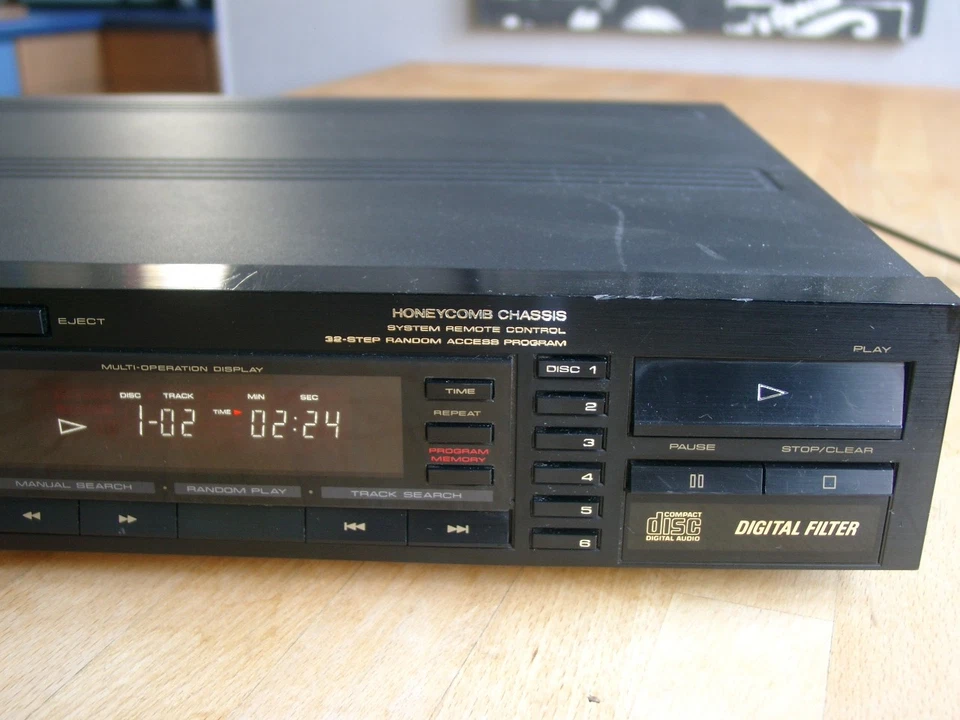 HONEYCOMB CHASSIS
SYSTEM REMOTE CONTROL
32-STEP RANDOM ACCESS PROGRAM
EJECT
MULTI-OPERATION DISPLAY
DISC TRACK MIN SEC
1-02 TIME 02:24
TIME
REPEAT
PROGRAM
MEMORY
MANUAL SEARCH
RANDOM PLAY
TRACK SEARCH
DISC 1
2
3
4
5
6
PLAY
PAUSE
STOP/CLEAR
COMPACT
disc
DIGITAL AUDIO
DIGITAL FILTER